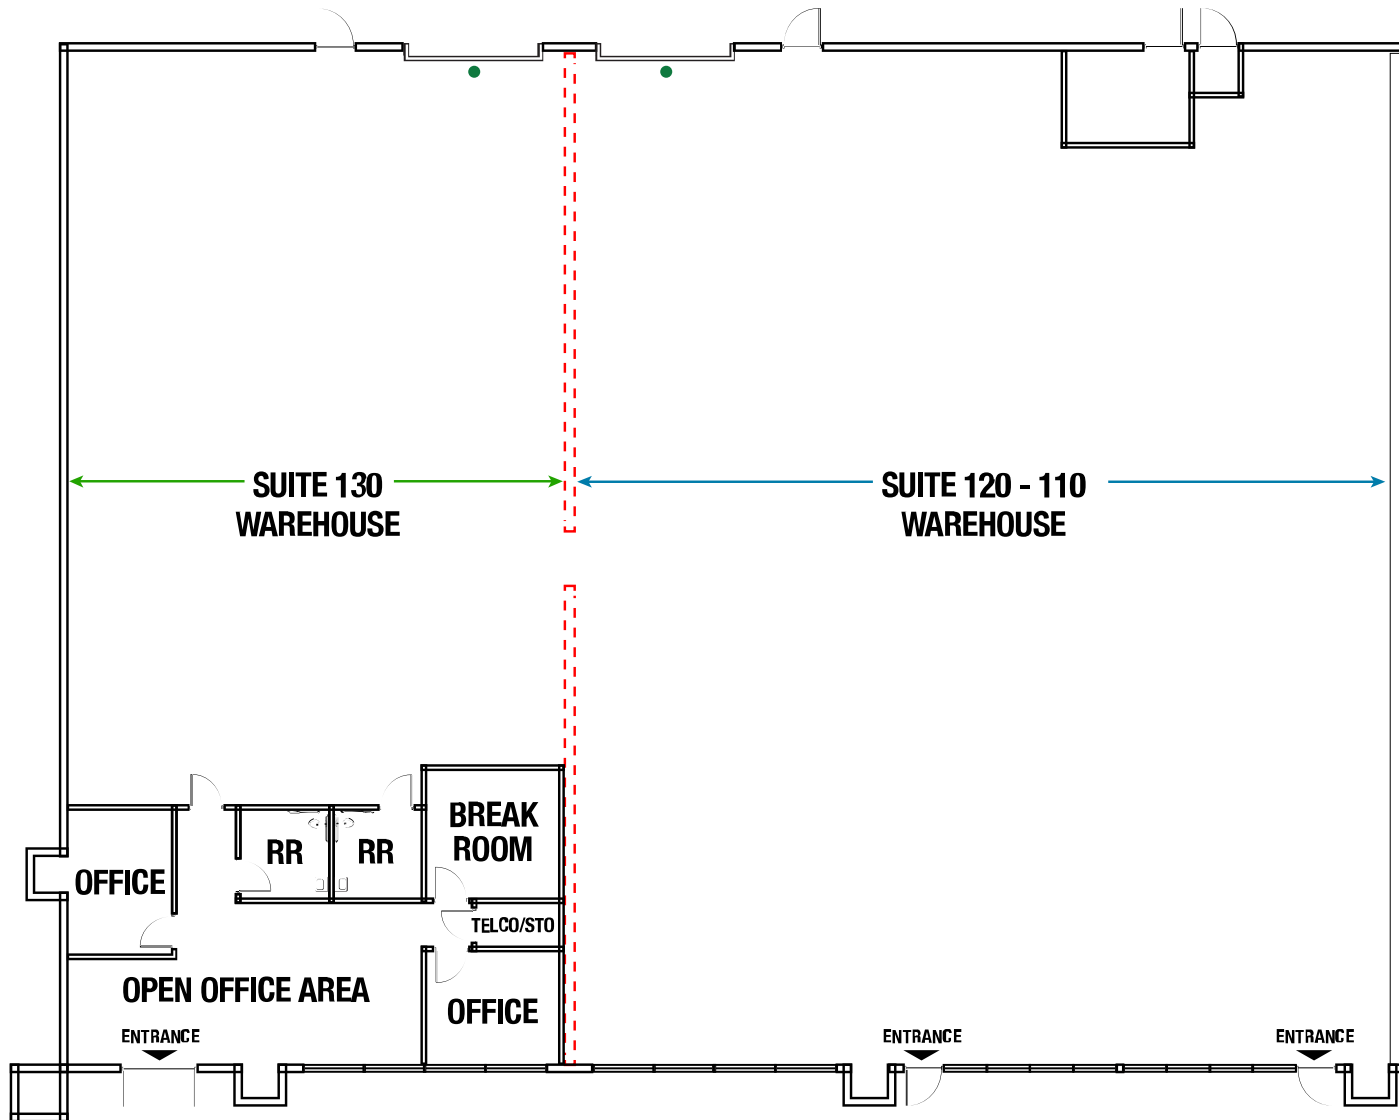 SUITE 130
WAREHOUSE
SUITE 120 - 110
WAREHOUSE
BREAK
ROOM
RR
RR
OFFICE
TELCO/STO
OPEN OFFICE AREA
OFFICE
ENTRANCE
ENTRANCE
ENTRANCE